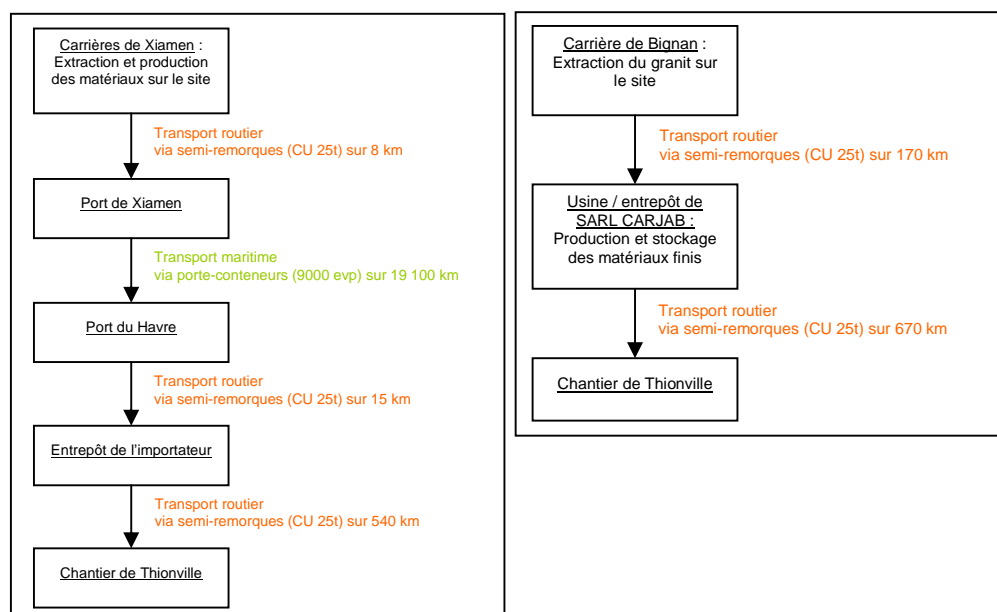 Carrières de Xiamen :
Extraction et production
des matériaux sur le site
Transport routier
via semi-remorques (CU 25t) sur 8 km
Port de Xiamen
Transport maritime
via porte-conteneurs (9000 evp) sur 19 100 km
Port du Havre
Transport routier
via semi-remorques (CU 25t) sur 15 km
Entrepôt de l'importateur
Transport routier
via semi-remorques (CU 25t) sur 540 km
Chantier de Thionville
Carrière de Bignan :
Extraction du granit sur
le site
Transport routier
via semi-remorques (CU 25t) sur 170 km
Usine / entrepôt de
SARL CARJAB :
Production et stockage
des matériaux finis
Transport routier
via semi-remorques (CU 25t) sur 670 km
Chantier de Thionville